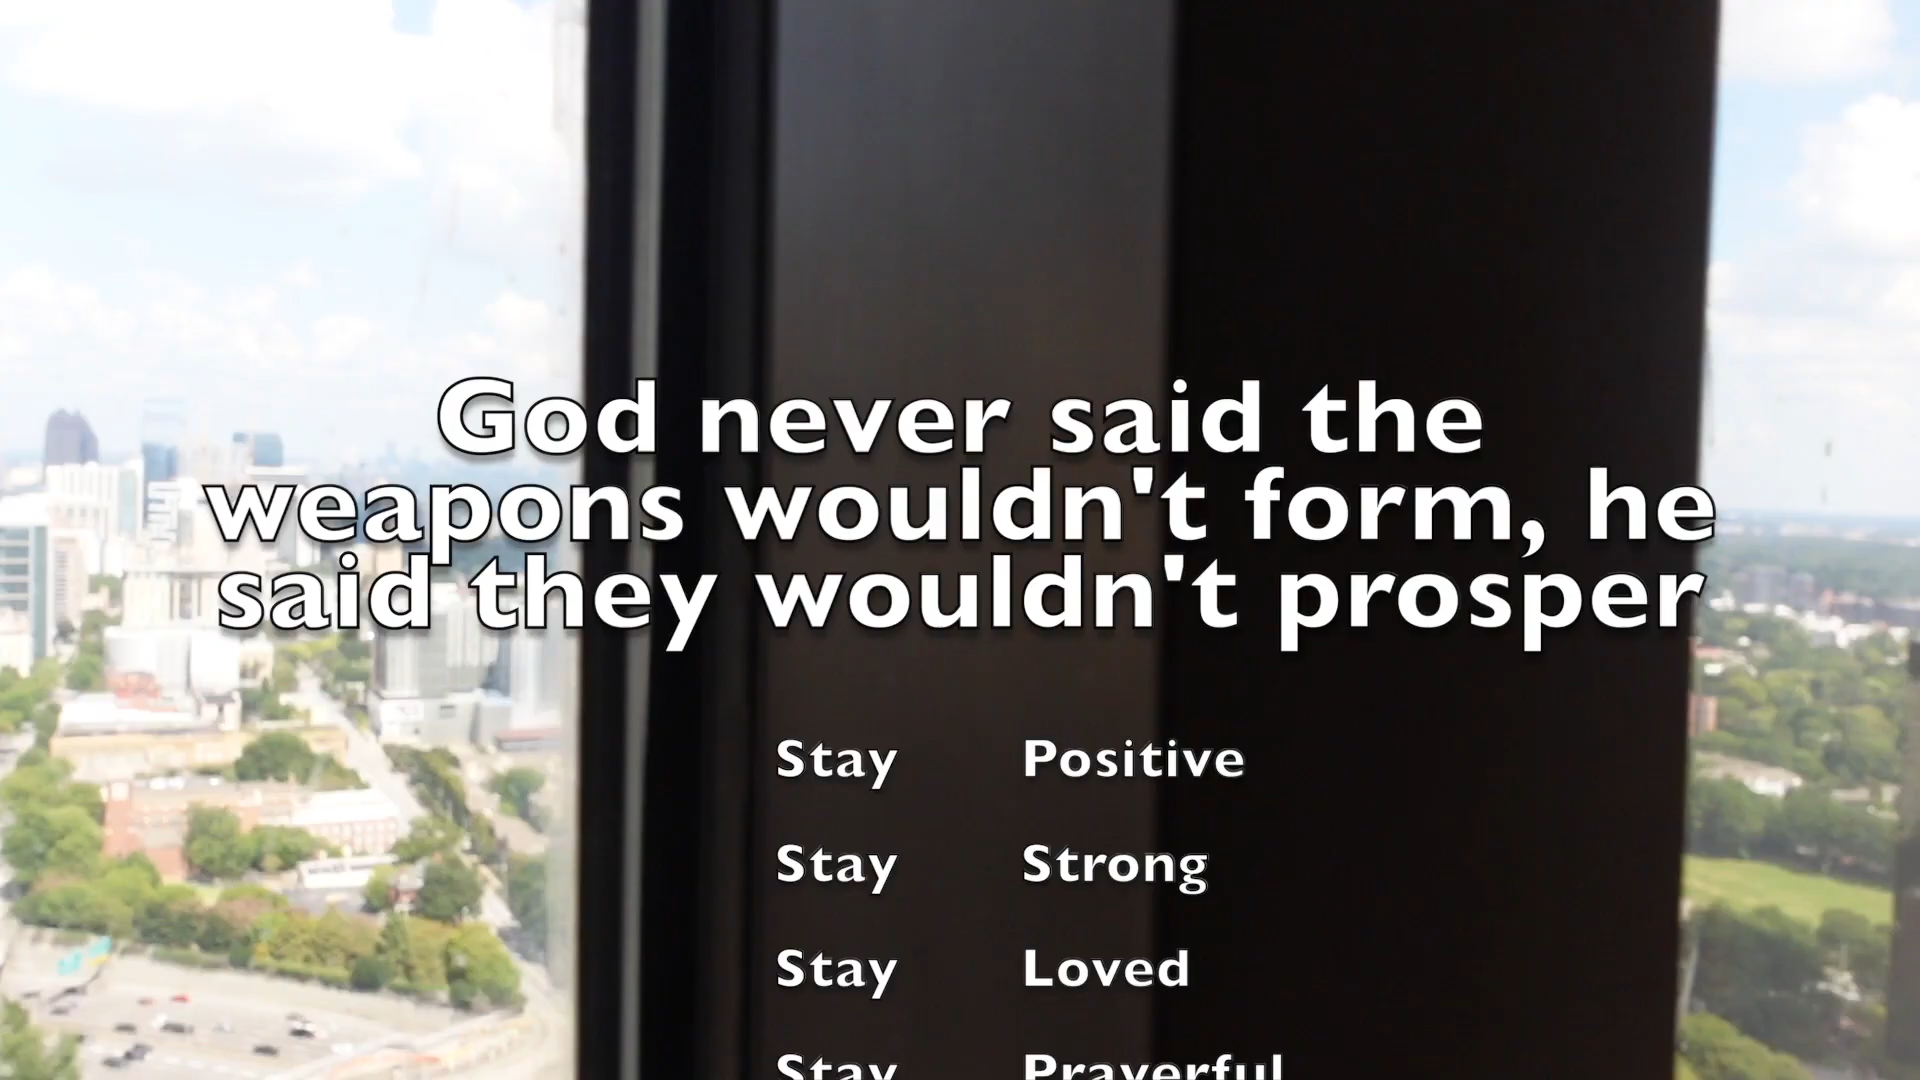 God never said the
weapons wouldn't form, he
said they wouldn't prosper
Stay Positive
Stay Strong
Stay Loved
Stay Prayerful